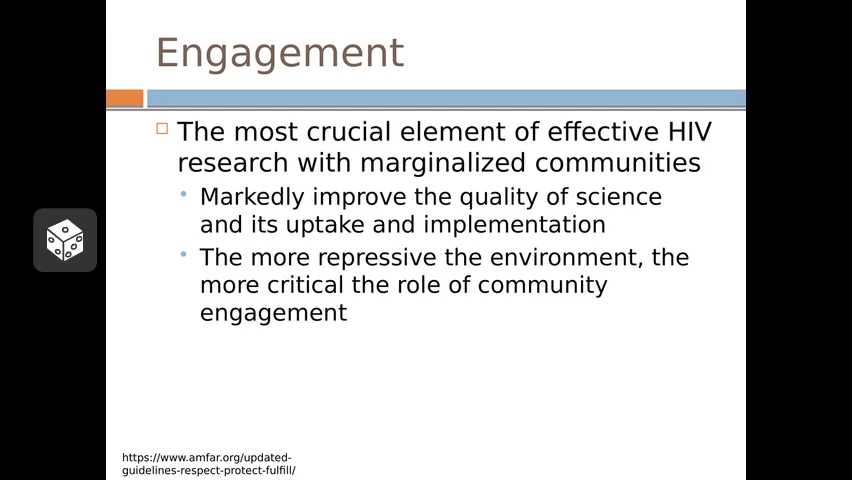 Engagement
The most crucial element of effective HIV
research with marginalized communities
Markedly improve the quality of science
and its uptake and implementation
The more repressive the environment, the
more critical the role of community
engagement
https://www.amfar.org/updated-
guidelines-respect-protect-fulfill/